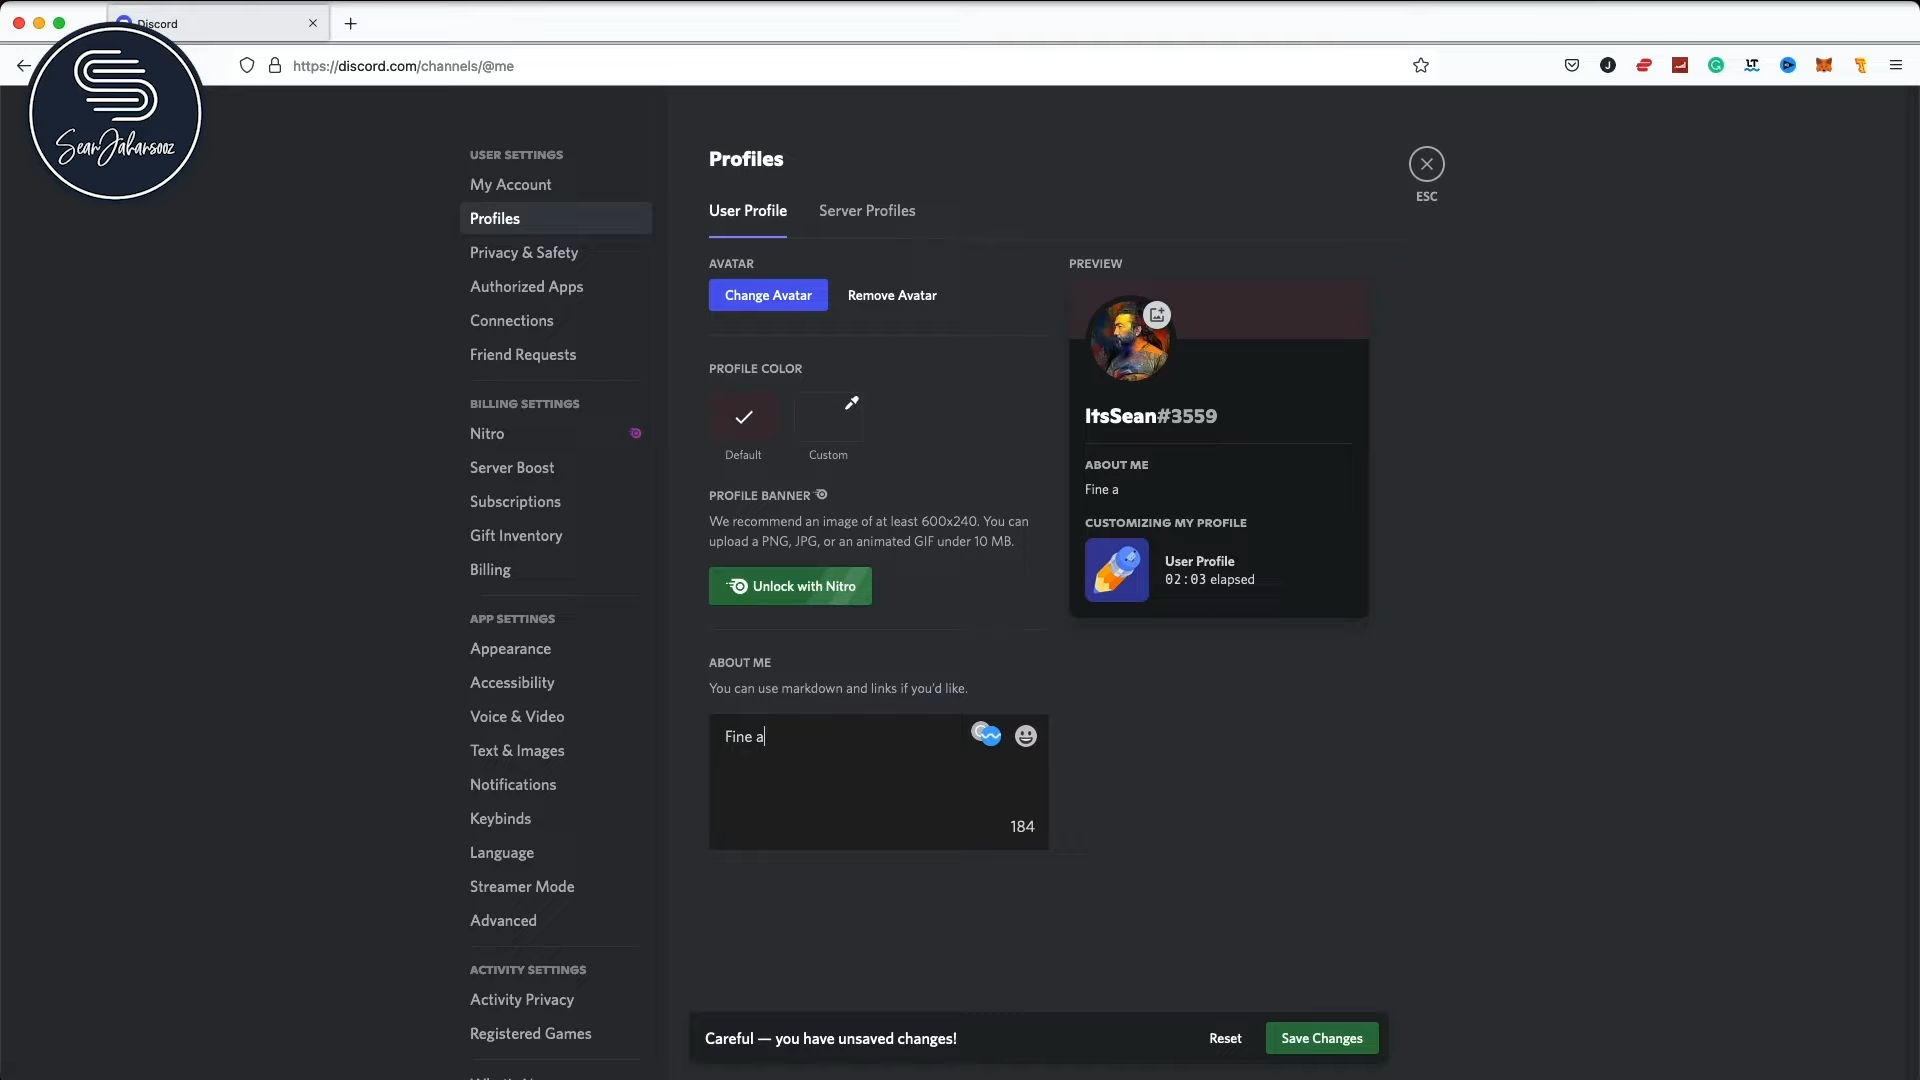 Discord
https://discord.com/channels/@me
Sean Jahansooz
USER SETTINGS
My Account
Profiles
Privacy & Safety
Authorized Apps
Connections
Friend Requests
BILLING SETTINGS
Nitro
Server Boost
Subscriptions
Gift Inventory
Billing
APP SETTINGS
Appearance
Accessibility
Voice & Video
Text & Images
Notifications
Keybinds
Language
Streamer Mode
Advanced
ACTIVITY SETTINGS
Activity Privacy
Registered Games
Profiles
ESC
User Profile Server Profiles
AVATAR
Change Avatar Remove Avatar
PROFILE COLOR
Default Custom
PROFILE BANNER
We recommend an image of at least 600x240. You can
upload a PNG, JPG, or an animated GIF under 10 MB.
Unlock with Nitro
ABOUT ME
You can use markdown and links if you'd like.
Fine a
184
PREVIEW
ItsSean#3559
ABOUT ME
Fine a
CUSTOMIZING MY PROFILE
User Profile
02:03 elapsed
Careful — you have unsaved changes!
Reset Save Changes